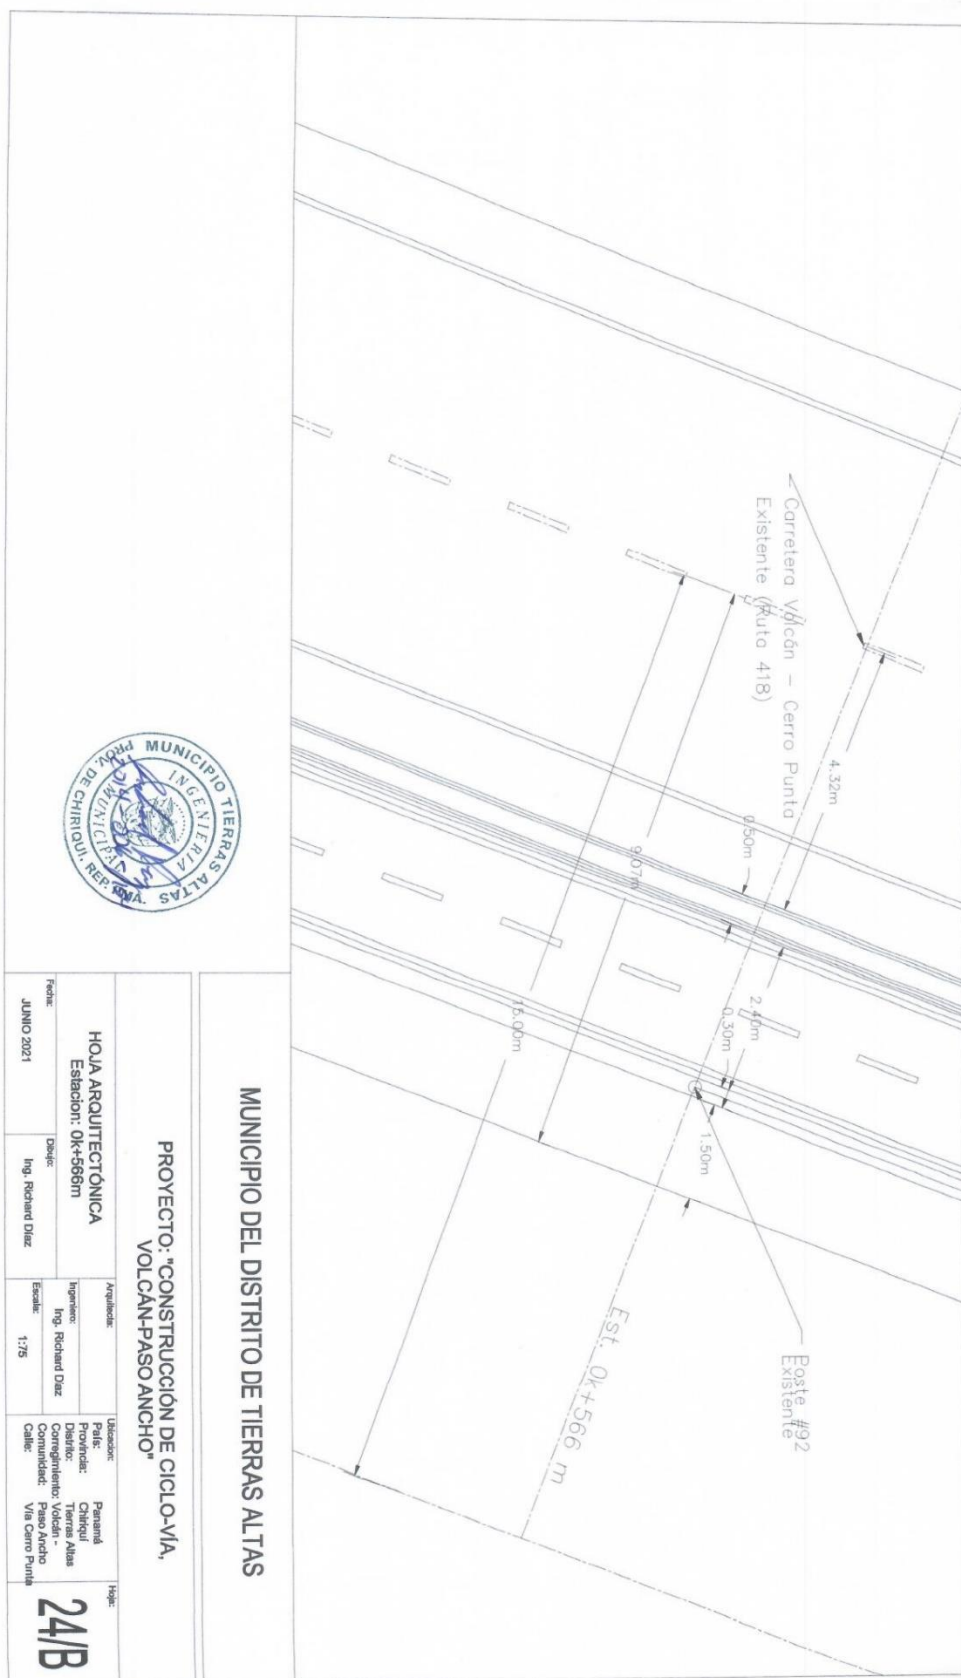 Carretera Volcán – Cerro Punta
Existente (Ruta 418)
4.32m
0.50m
9.07m
2.40m
0.30m
15.00m
1.50m
Poste #92
Existente
Est. 0k+566 m
MUNICIPIO TIERRAS ALTAS
INGENIERIA
MUNICIPAL
PROV. DE CHIRIQUI, REP. PMA.
MUNICIPIO DEL DISTRITO DE TIERRAS ALTAS
PROYECTO: "CONSTRUCCIÓN DE CICLO-VÍA,
VOLCÁN-PASO ANCHO"
HOJA ARQUITECTÓNICA
Estacion: 0k+566m
Fecha:
JUNIO 2021
Dibujo:
Ing. Richard Díaz
Arquitecto:
Ingeniero:
Ing. Richard Díaz
Escala:
1:75
Ubicacion:
País: Panamá
Provincia: Chiriquí
Distrito: Tierras Altas
Corregimiento: Volcán -
Comunidad: Paso Ancho
Calle: Vía Cerro Punta
Hoja:
24/B